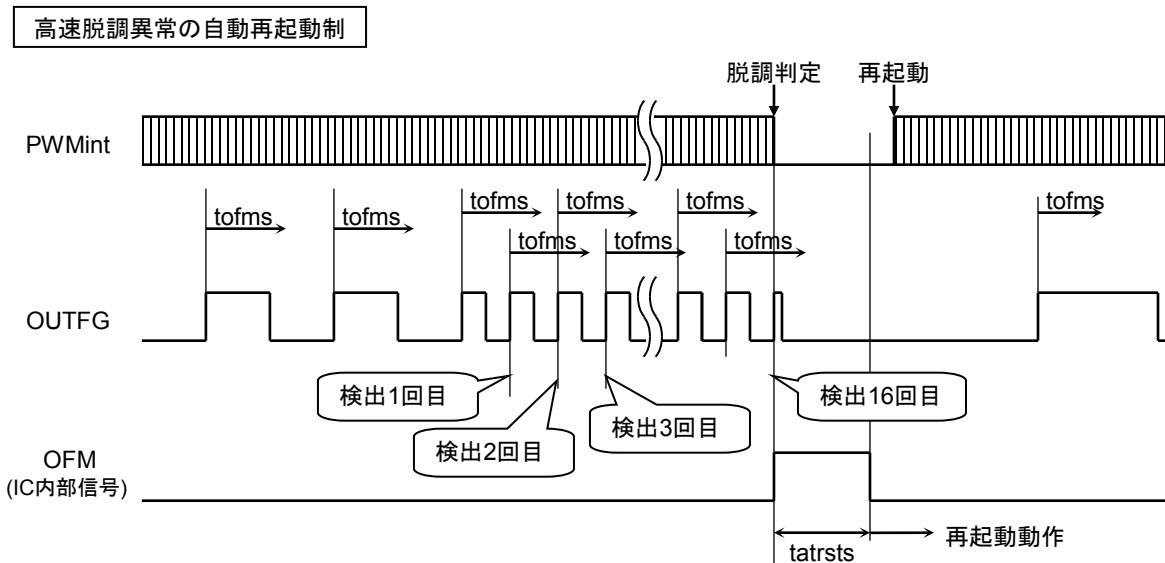 高速脱調異常の自動再起動制
脱調判定
再起動
PWMint
tofms
tofms
tofms
tofms
tofms
tofms
tofms
tofms
tofms
OUTFG
検出1回目
検出2回目
検出3回目
検出16回目
OFM
(IC内部信号)
tatrsts
再起動動作